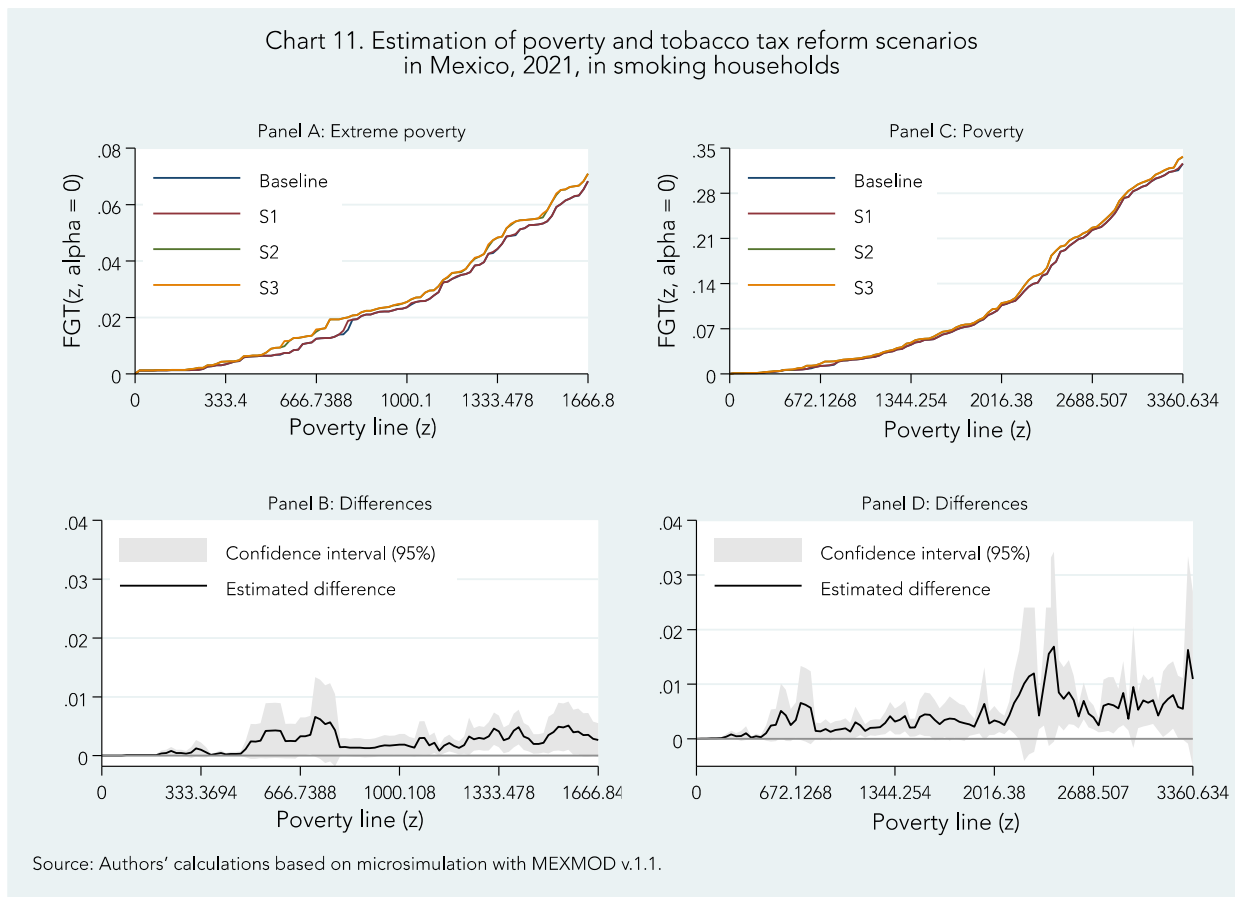 Chart 11. Estimation of poverty and tobacco tax reform scenarios
in Mexico, 2021, in smoking households
Panel A: Extreme poverty
FGT(z, alpha = 0)
.08
.06
.04
.02
0
Baseline
S1
S2
S3
0 333.4 666.7388 1000.1 1333.478 1666.8
Poverty line (z)
Panel C: Poverty
FGT(z, alpha = 0)
.35
.28
.21
.14
.07
0
Baseline
S1
S2
S3
0 672.1268 1344.254 2016.38 2688.507 3360.634
Poverty line (z)
Panel B: Differences
.04
.03
.02
.01
0
Confidence interval (95%)
Estimated difference
0 333.3694 666.7388 1000.108 1333.478 1666.84
Poverty line (z)
Panel D: Differences
.04
.03
.02
.01
0
Confidence interval (95%)
Estimated difference
0 672.1268 1344.254 2016.38 2688.507 3360.634
Poverty line (z)
Source: Authors’ calculations based on microsimulation with MEXMOD v.1.1.